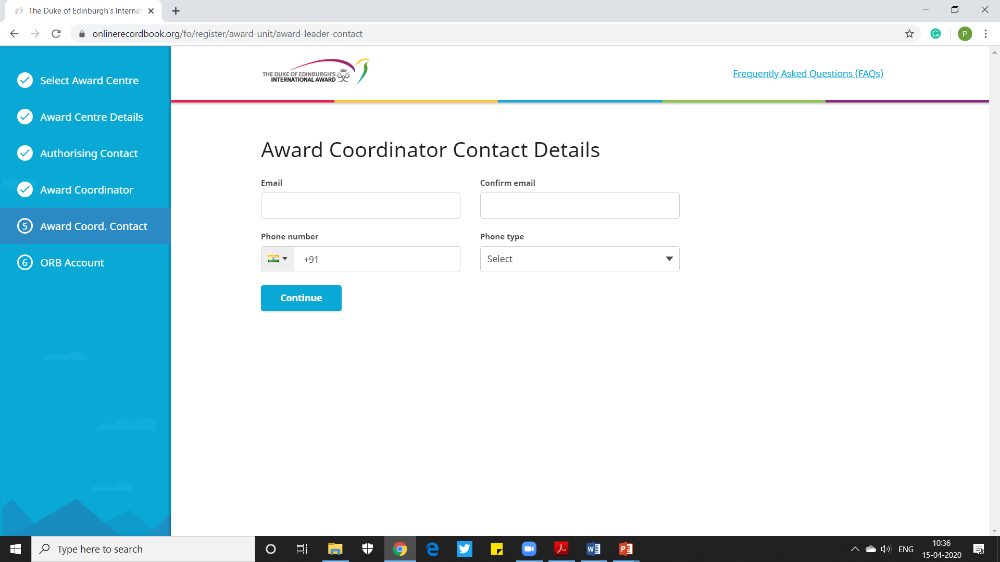 The Duke of Edinburgh's Internat
onlinerecordbook.org/fo/register/award-unit/award-leader-contact
P
Select Award Centre
Award Centre Details
Authorising Contact
Award Coordinator
5 Award Coord. Contact
6 ORB Account
THE DUKE OF EDINBURGH'S
INTERNATIONAL AWARD
Frequently Asked Questions (FAQs)
Award Coordinator Contact Details
Email
Confirm email
Phone number
Phone type
+91
Select
Continue
Type here to search
ENG
10:36
15-04-2020